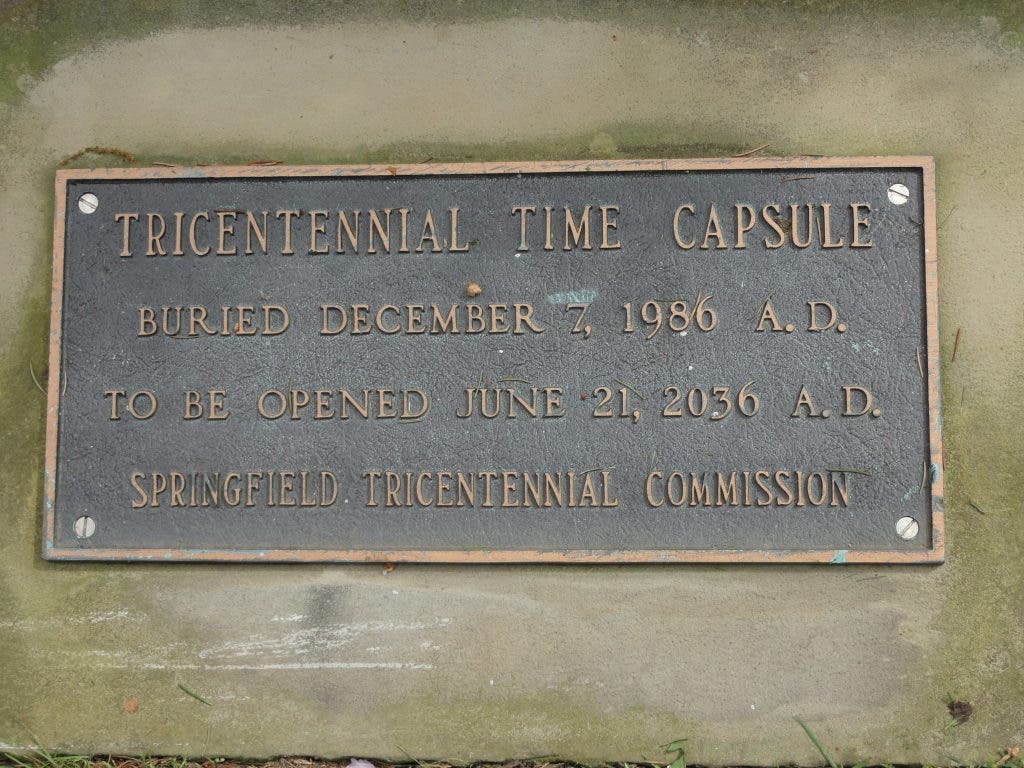 TRICENTENNIAL TIME CAPSULE
BURIED DECEMBER 7, 1986 A.D.
TO BE OPENED JUNE 21, 2036 A.D.
SPRINGFIELD TRICENTENNIAL COMMISSION